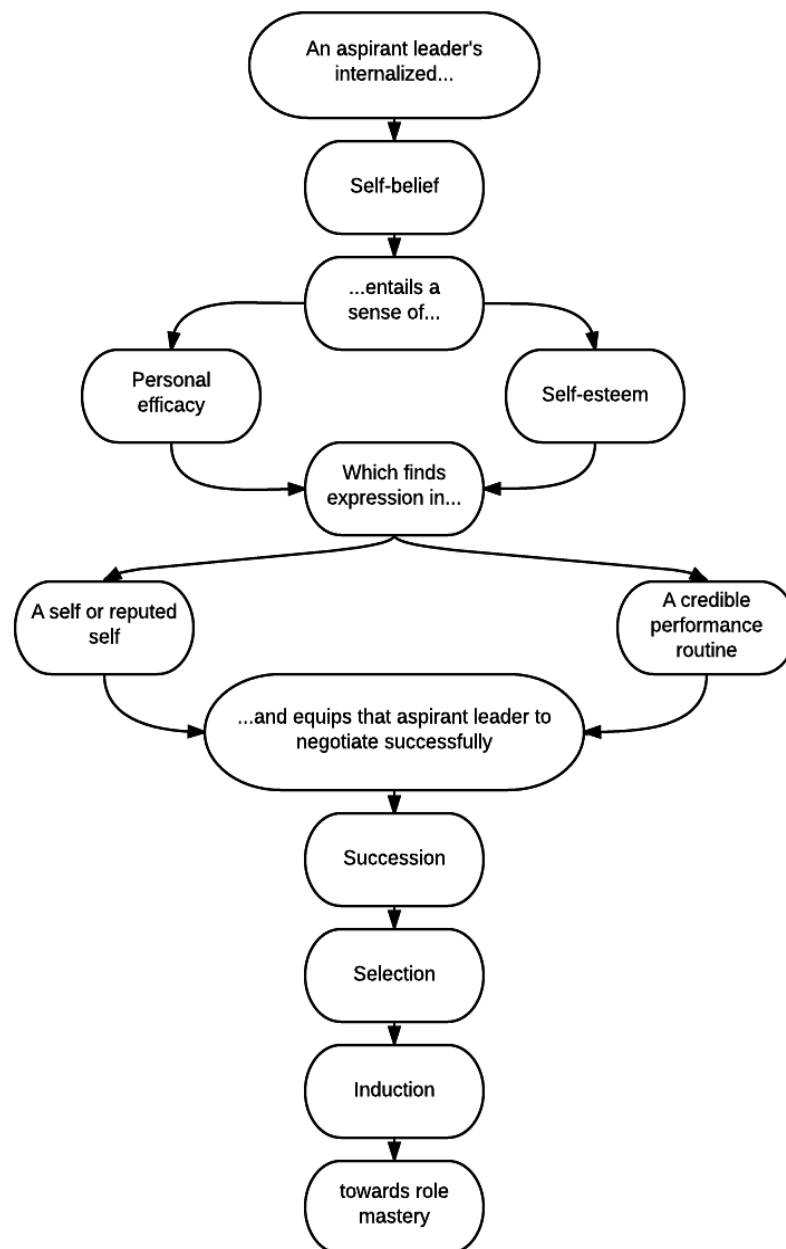 An aspirant leader's
internalized...
Self-belief
...entails a
sense of...
Personal
efficacy
Self-esteem
Which finds
expression in...
A self or reputed
self
A credible
performance
routine
...and equips that aspirant leader to
negotiate successfully
Succession
Selection
Induction
towards role
mastery